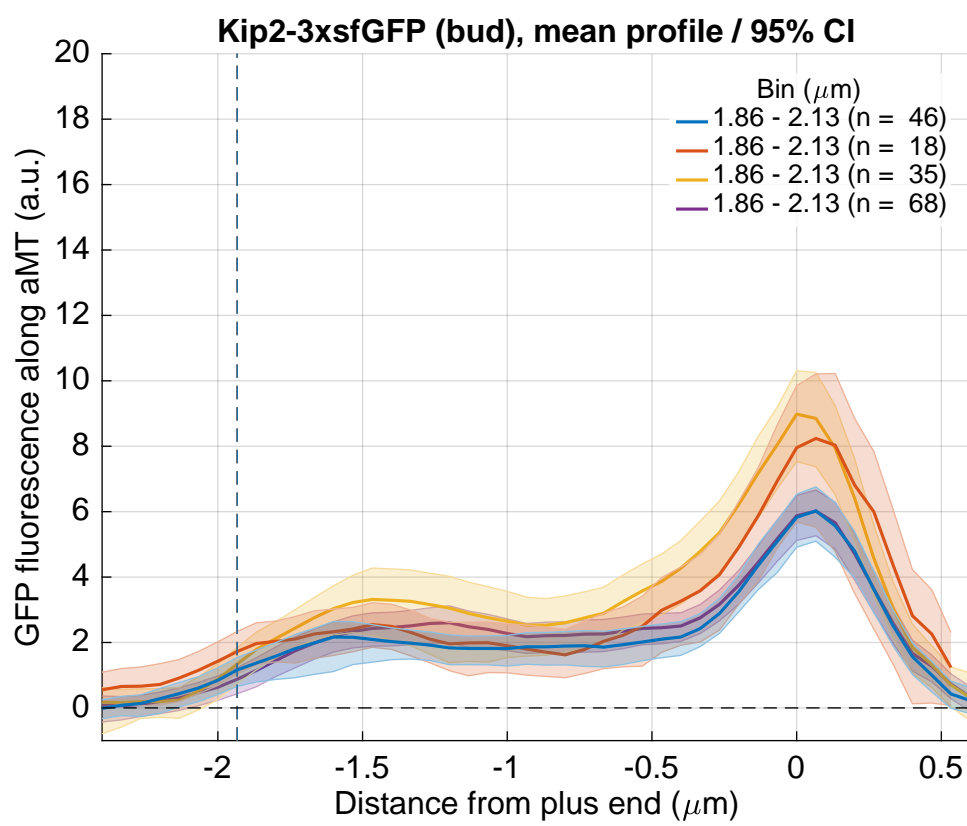 Kip2-3xsfGFP (bud), mean profile / 95% CI
Bin (μm)
1.86 - 2.13 (n = 46)
1.86 - 2.13 (n = 18)
1.86 - 2.13 (n = 35)
1.86 - 2.13 (n = 68)
GFP fluorescence along aMT (a.u.)
20
18
16
14
12
10
8
6
4
2
0
-2 -1.5 -1 -0.5 0 0.5
Distance from plus end (μm)